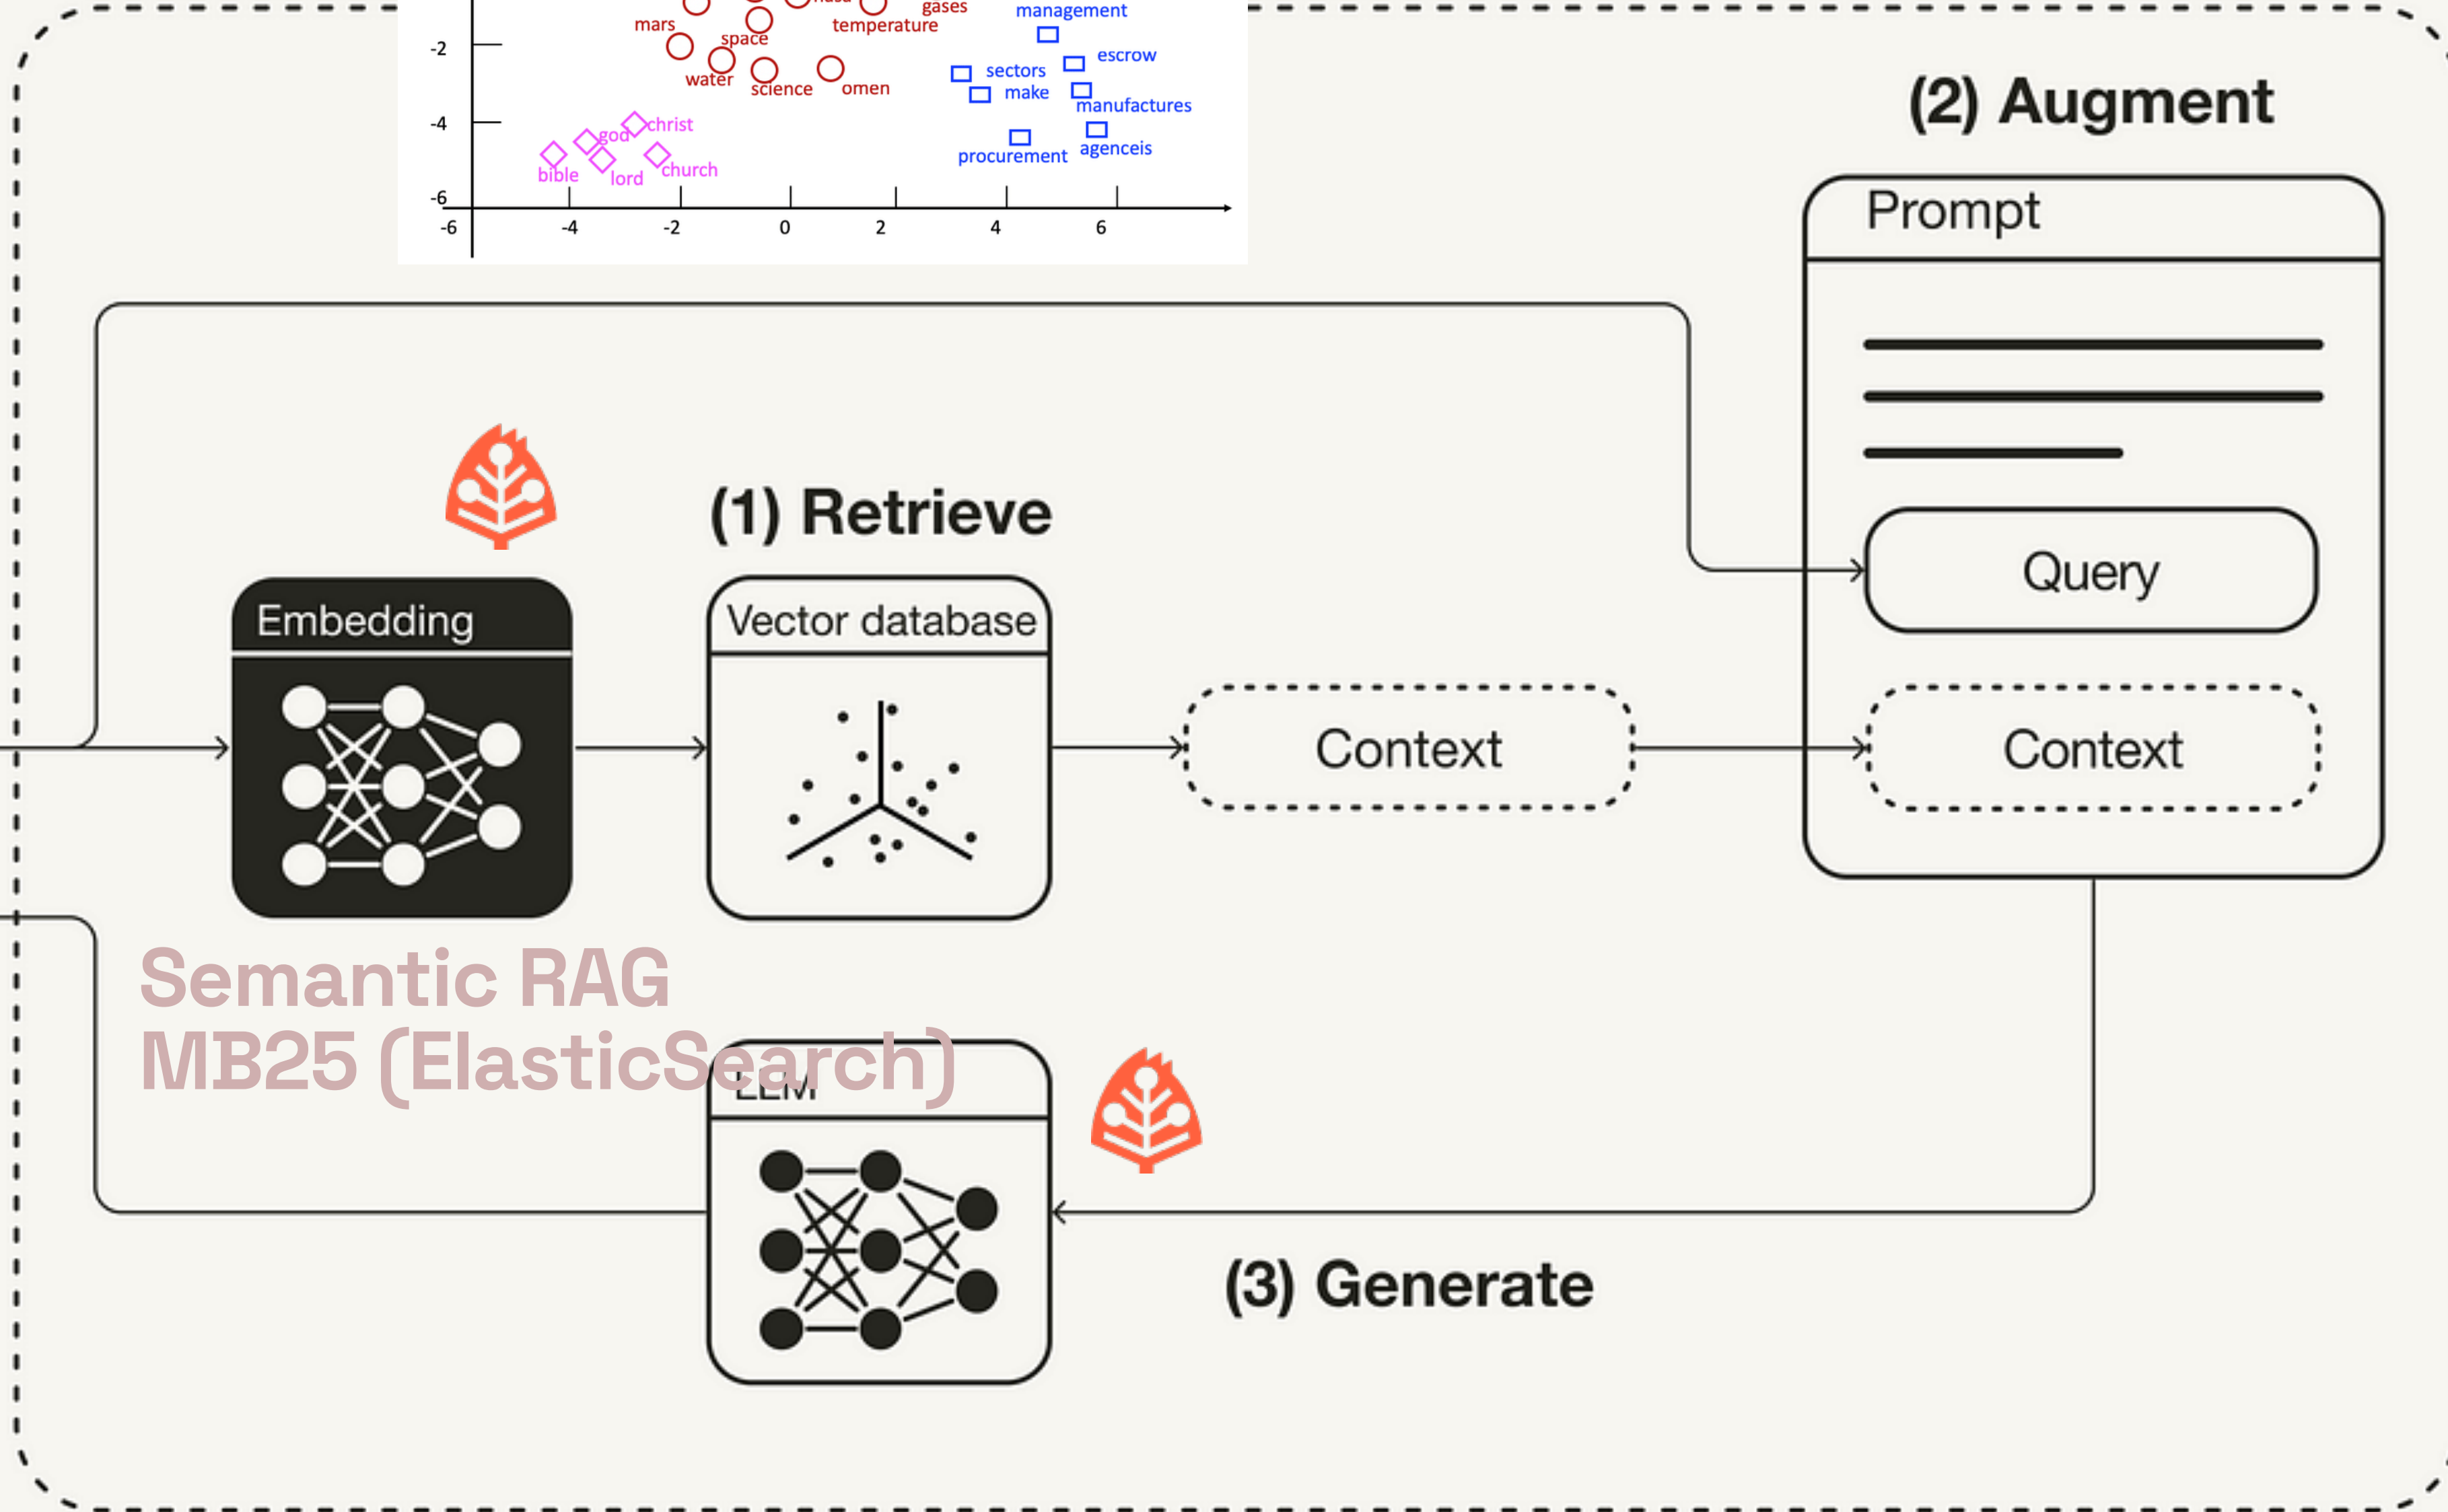 gases
management
mars
space
temperature
-2
escrow
sectors
water
science
omen
make
manufactures
(2) Augment
-4
christ
god
procurement
agenceis
bible
lord
church
-6
-6
-4
-2
0
2
4
6
Prompt
(1) Retrieve
Query
Embedding
Vector database
Context
Context
Semantic RAG
MB25 (ElasticSearch)
LLM
(3) Generate